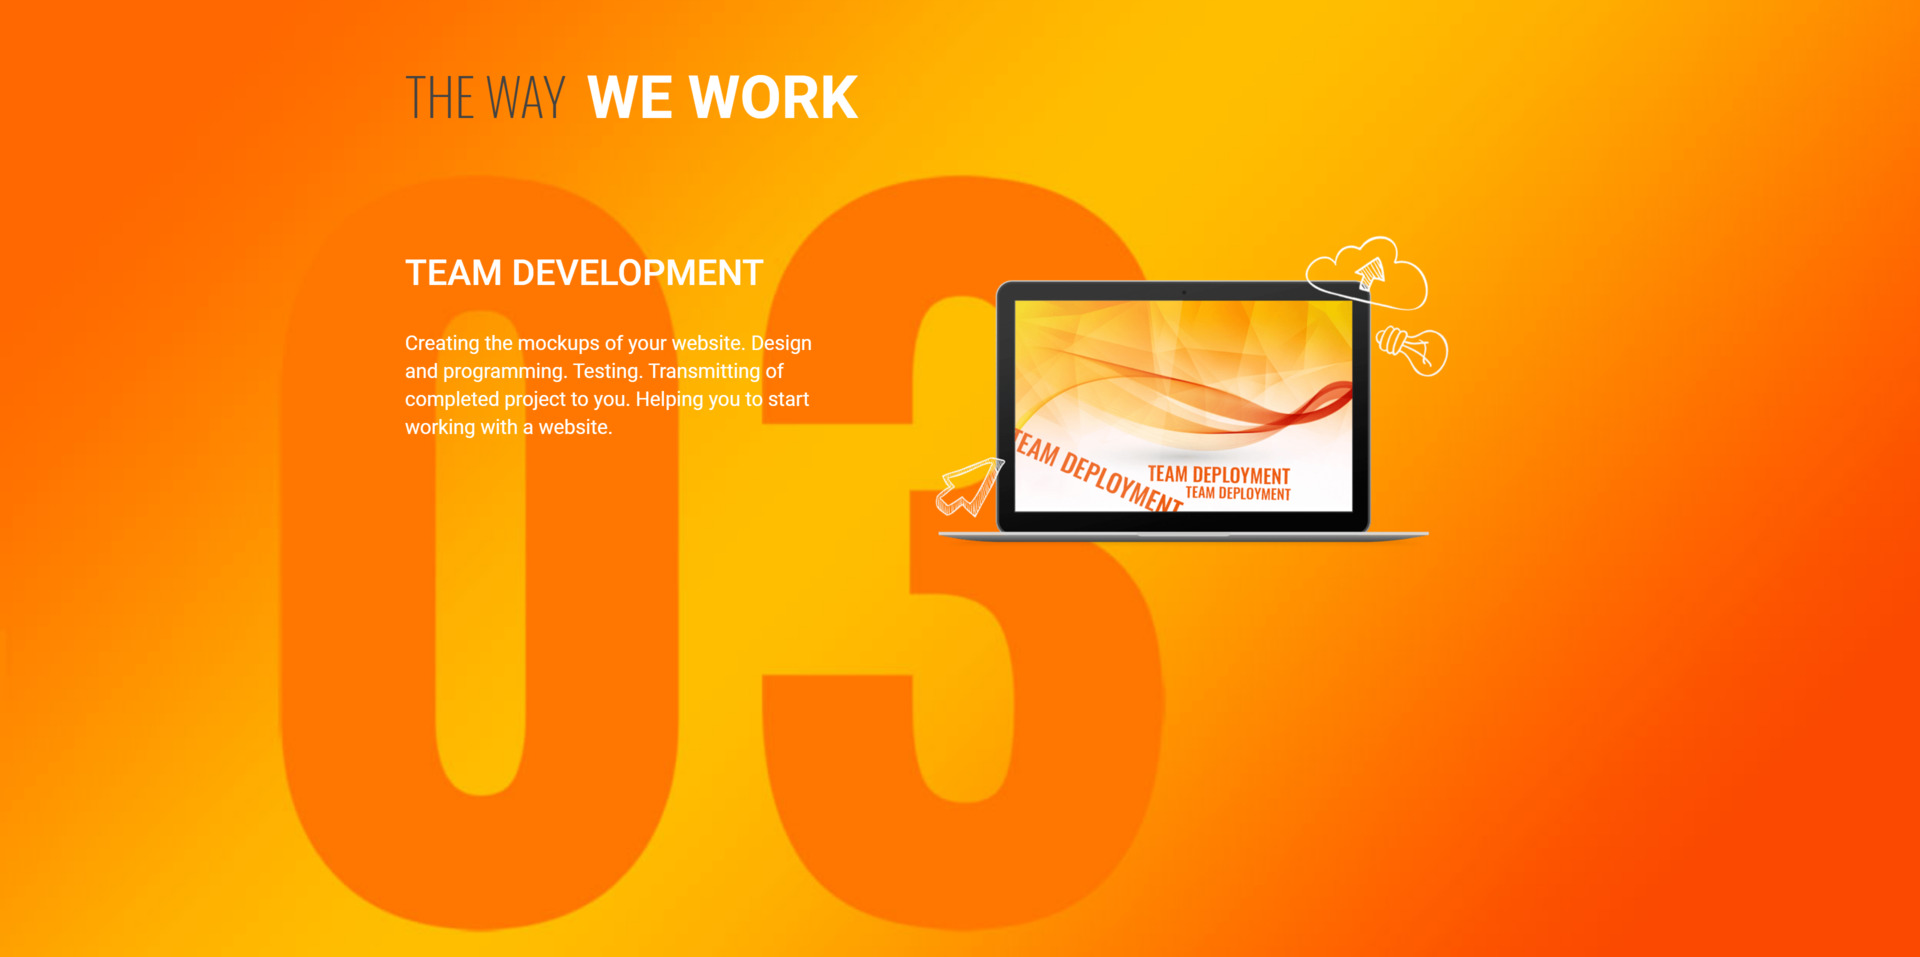 THE WAY WE WORK
03
TEAM DEVELOPMENT
Creating the mockups of your website. Design
and programming. Testing. Transmitting of
completed project to you. Helping you to start
working with a website.
TEAM DEPLOYMENT
TEAM DEPLOYMENT
TEAM DEPLOYMENT